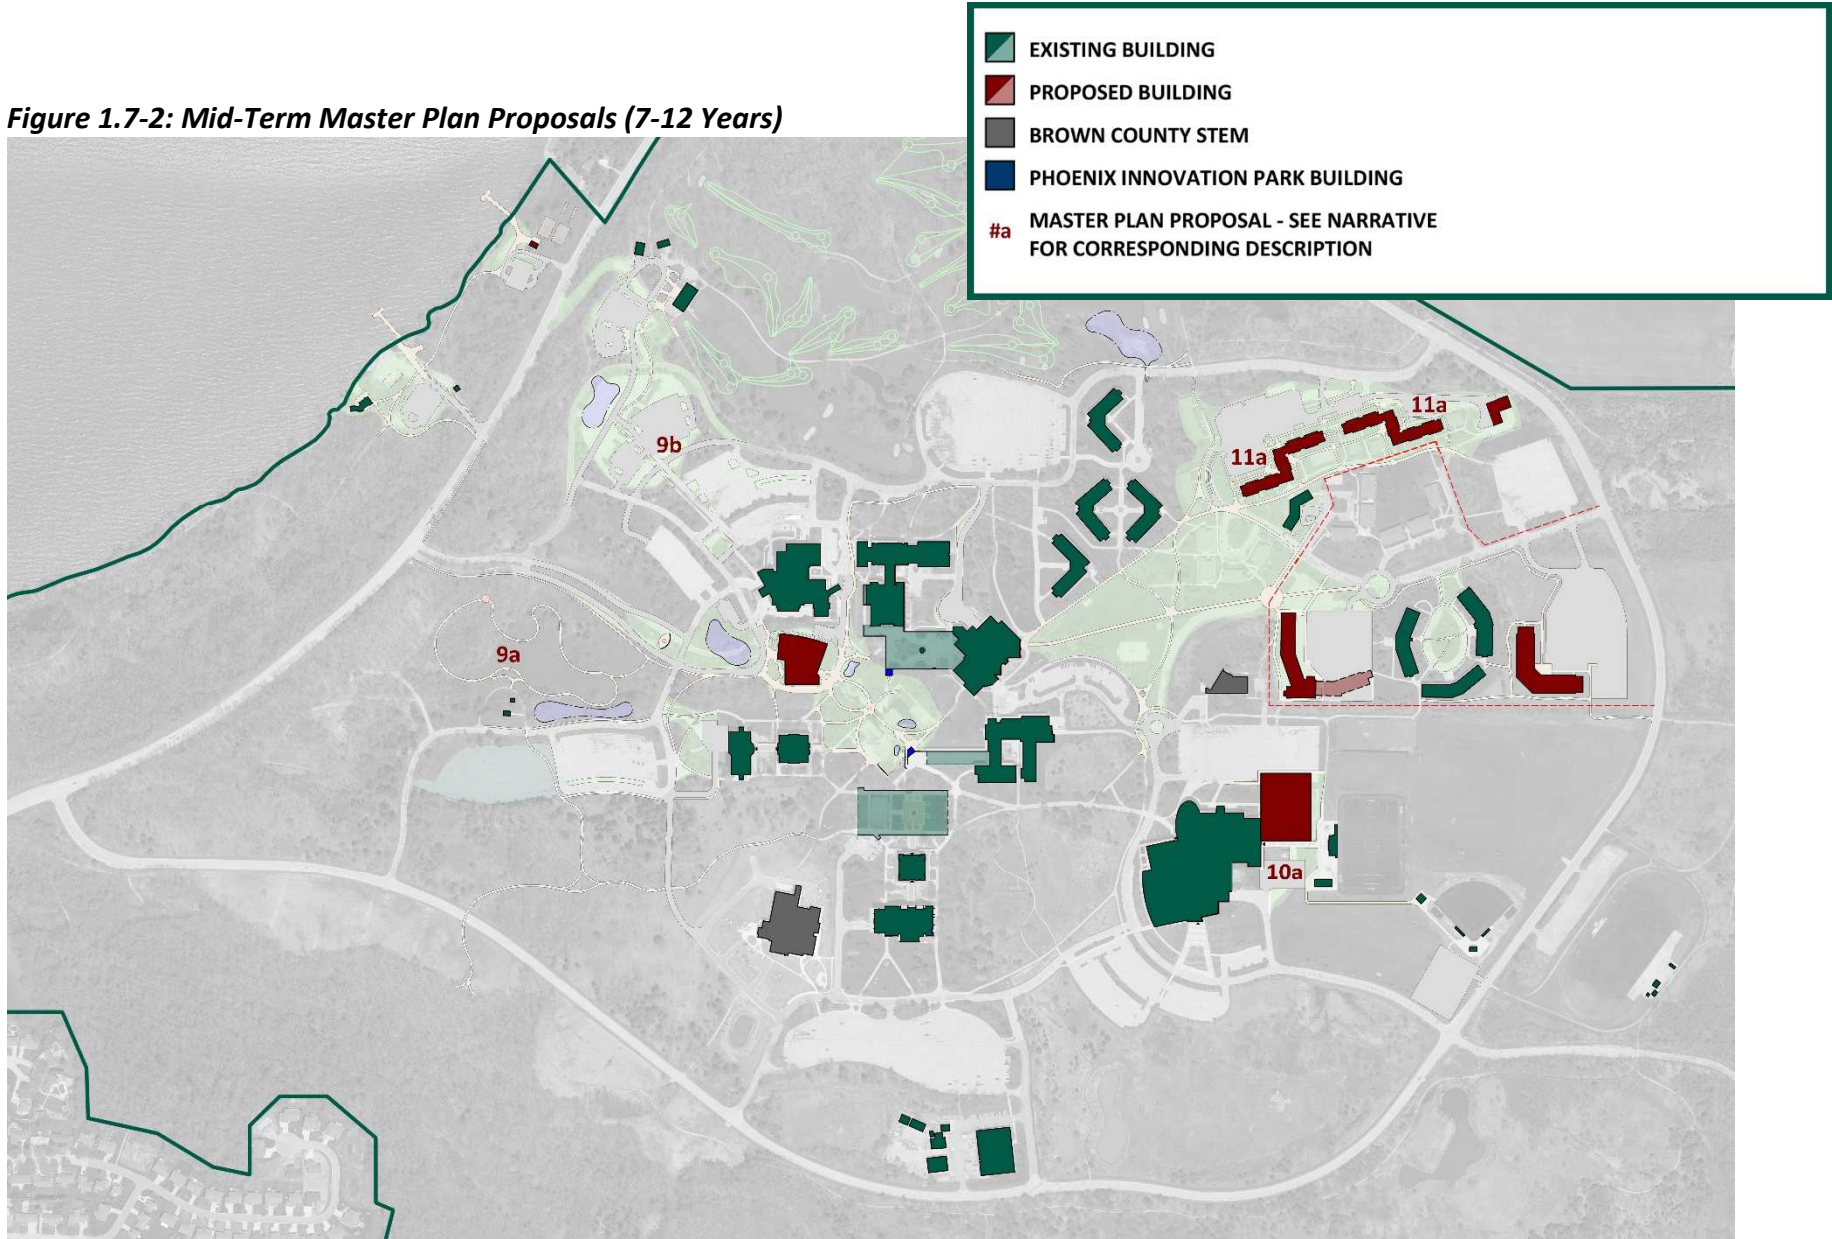 EXISTING BUILDING
PROPOSED BUILDING
BROWN COUNTY STEM
PHOENIX INNOVATION PARK BUILDING
#a MASTER PLAN PROPOSAL - SEE NARRATIVE
FOR CORRESPONDING DESCRIPTION
Figure 1.7-2: Mid-Term Master Plan Proposals (7-12 Years)
11a
9b
11a
9a
10a